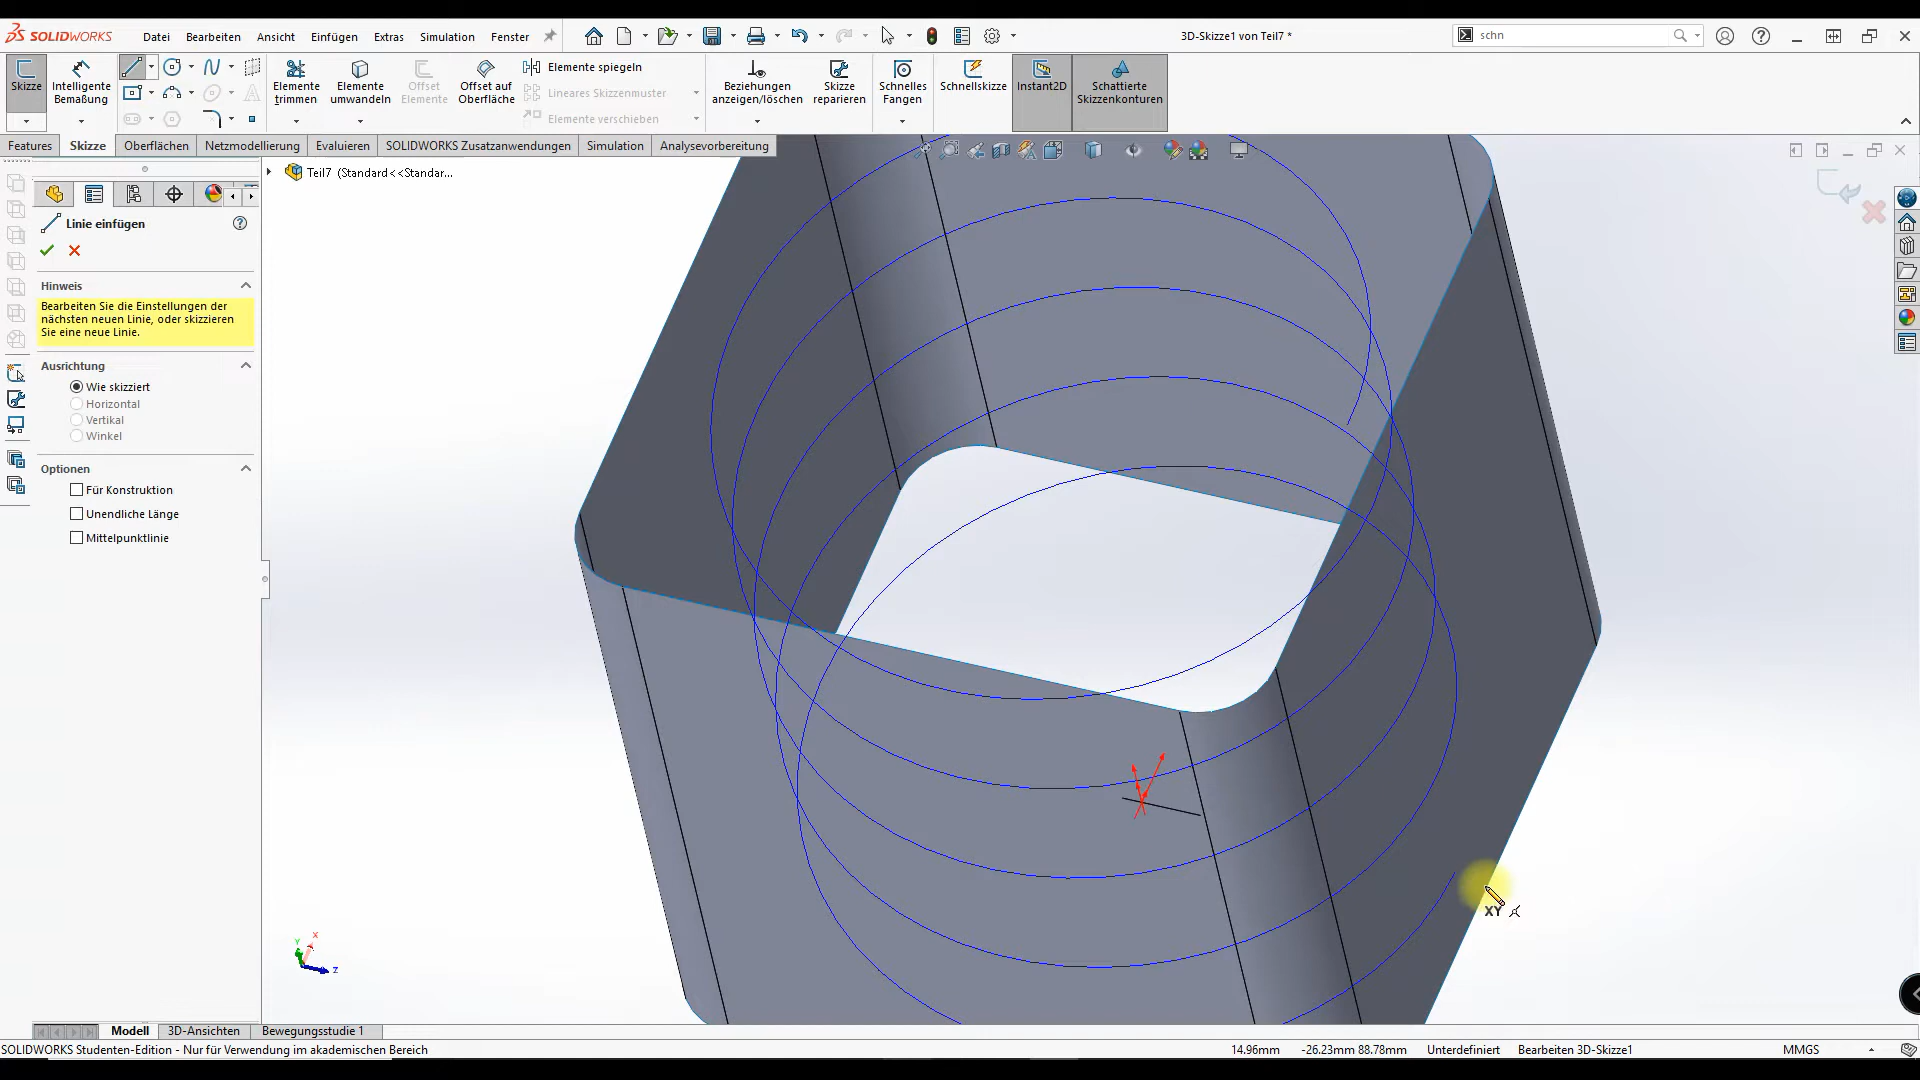 SOLIDWORKS
Datei Bearbeiten Ansicht Einfügen Extras Simulation Fenster
3D-Skizze1 von Teil7 *
schn
Skizze
Intelligente Bemaßung
Elemente trimmen
Elemente umwandeln
Offset Elemente
Offset auf Oberfläche
Elemente spiegeln
Lineares Skizzenmuster
Elemente verschieben
Beziehungen anzeigen/löschen
Skizze reparieren
Schnelles Fangen
Schnellskizze
Instant2D
Schattierte Skizzenkonturen
Features Skizze Oberflächen Netzmodellierung Evaluieren SOLIDWORKS Zusatzanwendungen Simulation Analysevorbereitung
Teil7 (Standard<<Standar...
Linie einfügen
Hinweis
Bearbeiten Sie die Einstellungen der
nächsten neuen Linie, oder skizzieren
Sie eine neue Linie.
Ausrichtung
Wie skizziert
Horizontal
Vertikal
Winkel
Optionen
Für Konstruktion
Unendliche Länge
Mittelpunktlinie
XY
Y X
Z
Modell 3D-Ansichten Bewegungsstudie 1
SOLIDWORKS Studenten-Edition - Nur für Verwendung im akademischen Bereich
14.96mm -26.23mm 88.78mm Unterdefiniert Bearbeiten 3D-Skizze1 MMGS